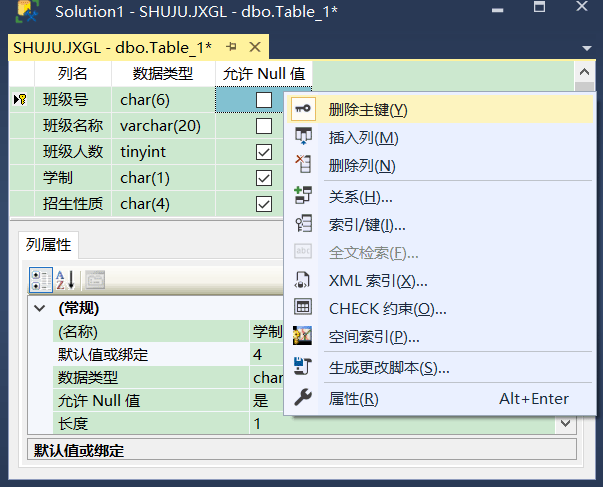 Solution1 - SHUJU.JXGL - dbo.Table_1*
SHUJU.JXGL - dbo.Table_1*
列名 数据类型 允许 Null 值
班级号 char(6)
班级名称 varchar(20)
班级人数 tinyint
学制 char(1)
招生性质 char(4)
删除主键(Y)
插入列(M)
删除列(N)
关系(H)...
索引/键(I)...
全文检索(F)...
XML 索引(X)...
CHECK 约束(O)...
空间索引(P)...
生成更改脚本(S)...
属性(R) Alt+Enter
列属性
(常规)
(名称) 学制
默认值或绑定 4
数据类型 char
允许 Null 值 是
长度 1
默认值或绑定